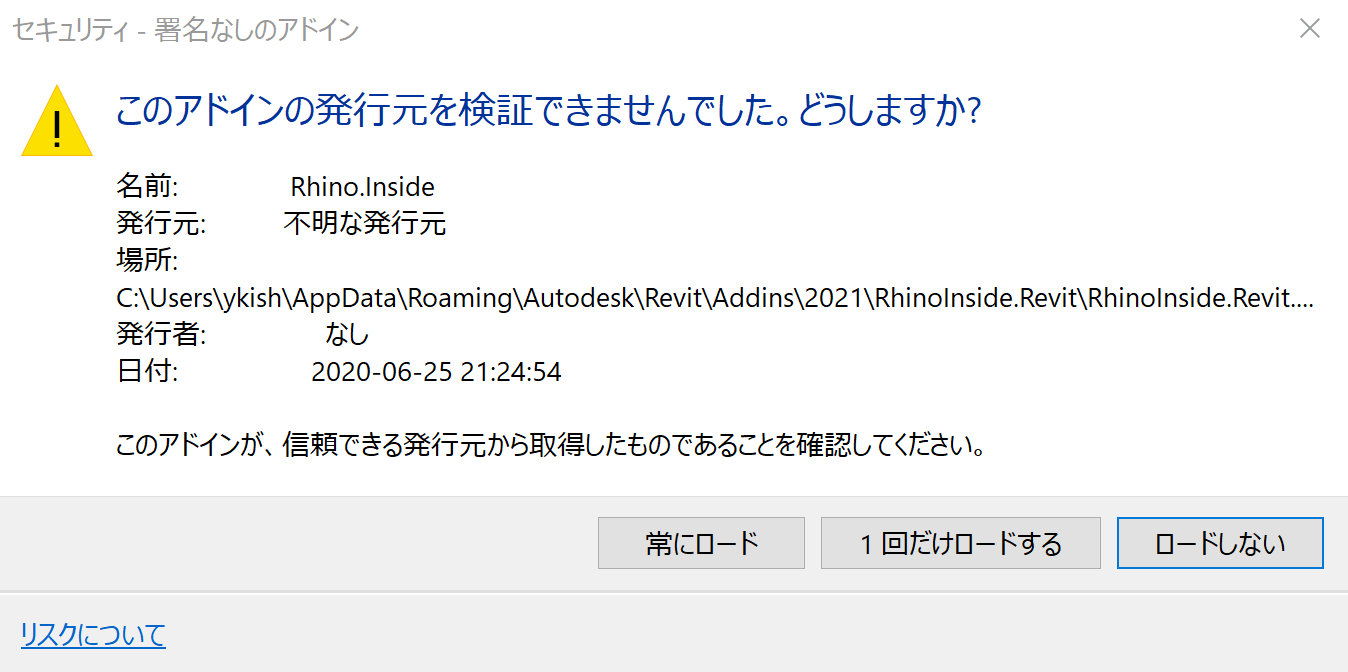 セキュリティ - 署名なしのアドイン
このアドインの発行元を検証できませんでした。どうしますか?
名前: Rhino.Inside
発行元: 不明な発行元
場所:
C:\Users\ykish\AppData\Roaming\Autodesk\Revit\Addins\2021\RhinoInside.Revit\RhinoInside.Revit....
発行者: なし
日付: 2020-06-25 21:24:54
このアドインが、信頼できる発行元から取得したものであることを確認してください。
常にロード 1 回だけロードする ロードしない
リスクについて